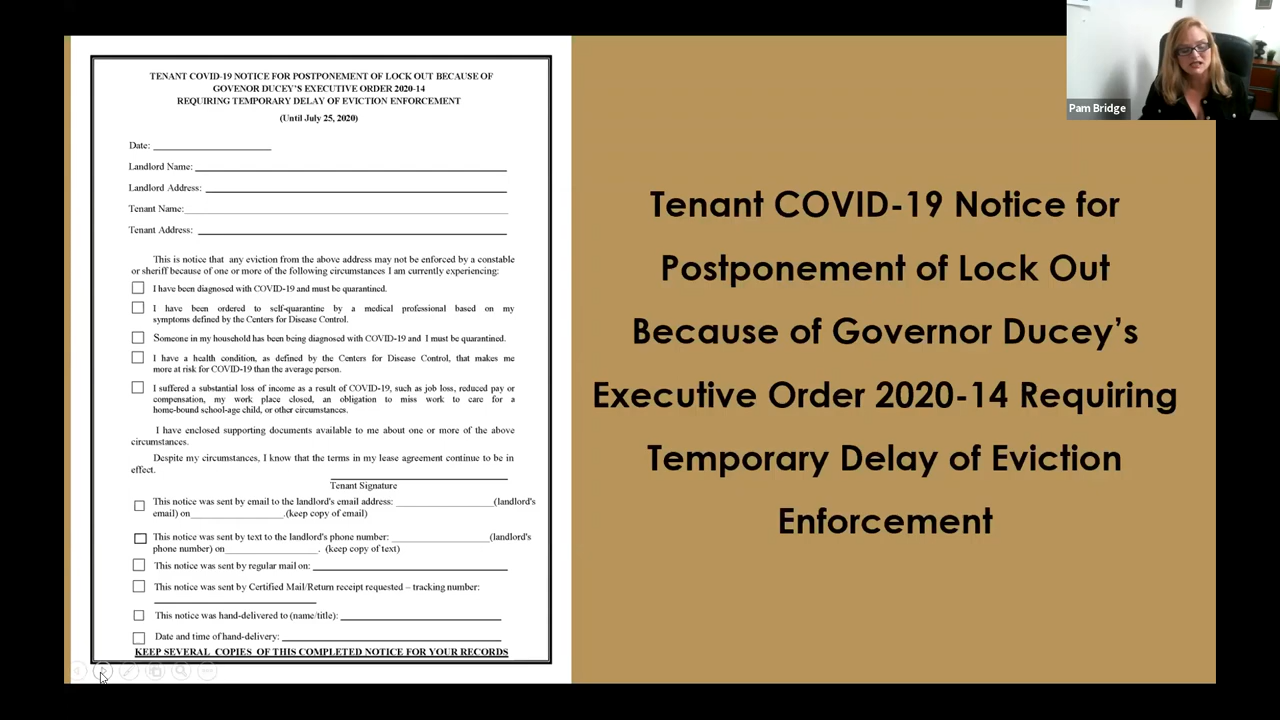 TENANT COVID-19 NOTICE FOR POSTPONEMENT OF LOCK OUT BECAUSE OF
GOVENOR DUCEY'S EXECUTIVE ORDER 2020-14
REQUIRING TEMPORARY DELAY OF EVICTION ENFORCEMENT
(Until July 25, 2020)
Date:
Landlord Name:
Landlord Address:
Tenant Name:
Tenant Address:
This is notice that any eviction from the above address may not be enforced by a constable
or sheriff because of one or more of the following circumstances I am currently experiencing:
I have been diagnosed with COVID-19 and must be quarantined.
I have been ordered to self-quarantine by a medical professional based on my
symptoms defined by the Centers for Disease Control.
Someone in my household has been being diagnosed with COVID-19 and I must be quarantined.
I have a health condition, as defined by the Centers for Disease Control, that makes me
more at risk for COVID-19 than the average person.
I suffered a substantial loss of income as a result of COVID-19, such as job loss, reduced pay or
compensation, my work place closed, an obligation to miss work to care for a
home-bound school-age child, or other circumstances.
I have enclosed supporting documents available to me about one or more of the above
circumstances.
Despite my circumstances, I know that the terms in my lease agreement continue to be in
effect.
Tenant Signature
This notice was sent by email to the landlord's email address: ____________________(landlord's
email) on___________________.(keep copy of email)
This notice was sent by text to the landlord's phone number: ____________________(landlord's
phone number) on___________________. (keep copy of text)
This notice was sent by regular mail on:
This notice was sent by Certified Mail/Return receipt requested – tracking number:
This notice was hand-delivered to (name/title):
Date and time of hand-delivery:
KEEP SEVERAL COPIES OF THIS COMPLETED NOTICE FOR YOUR RECORDS
Tenant COVID-19 Notice for
Postponement of Lock Out
Because of Governor Ducey's
Executive Order 2020-14 Requiring
Temporary Delay of Eviction
Enforcement
Pam Bridge